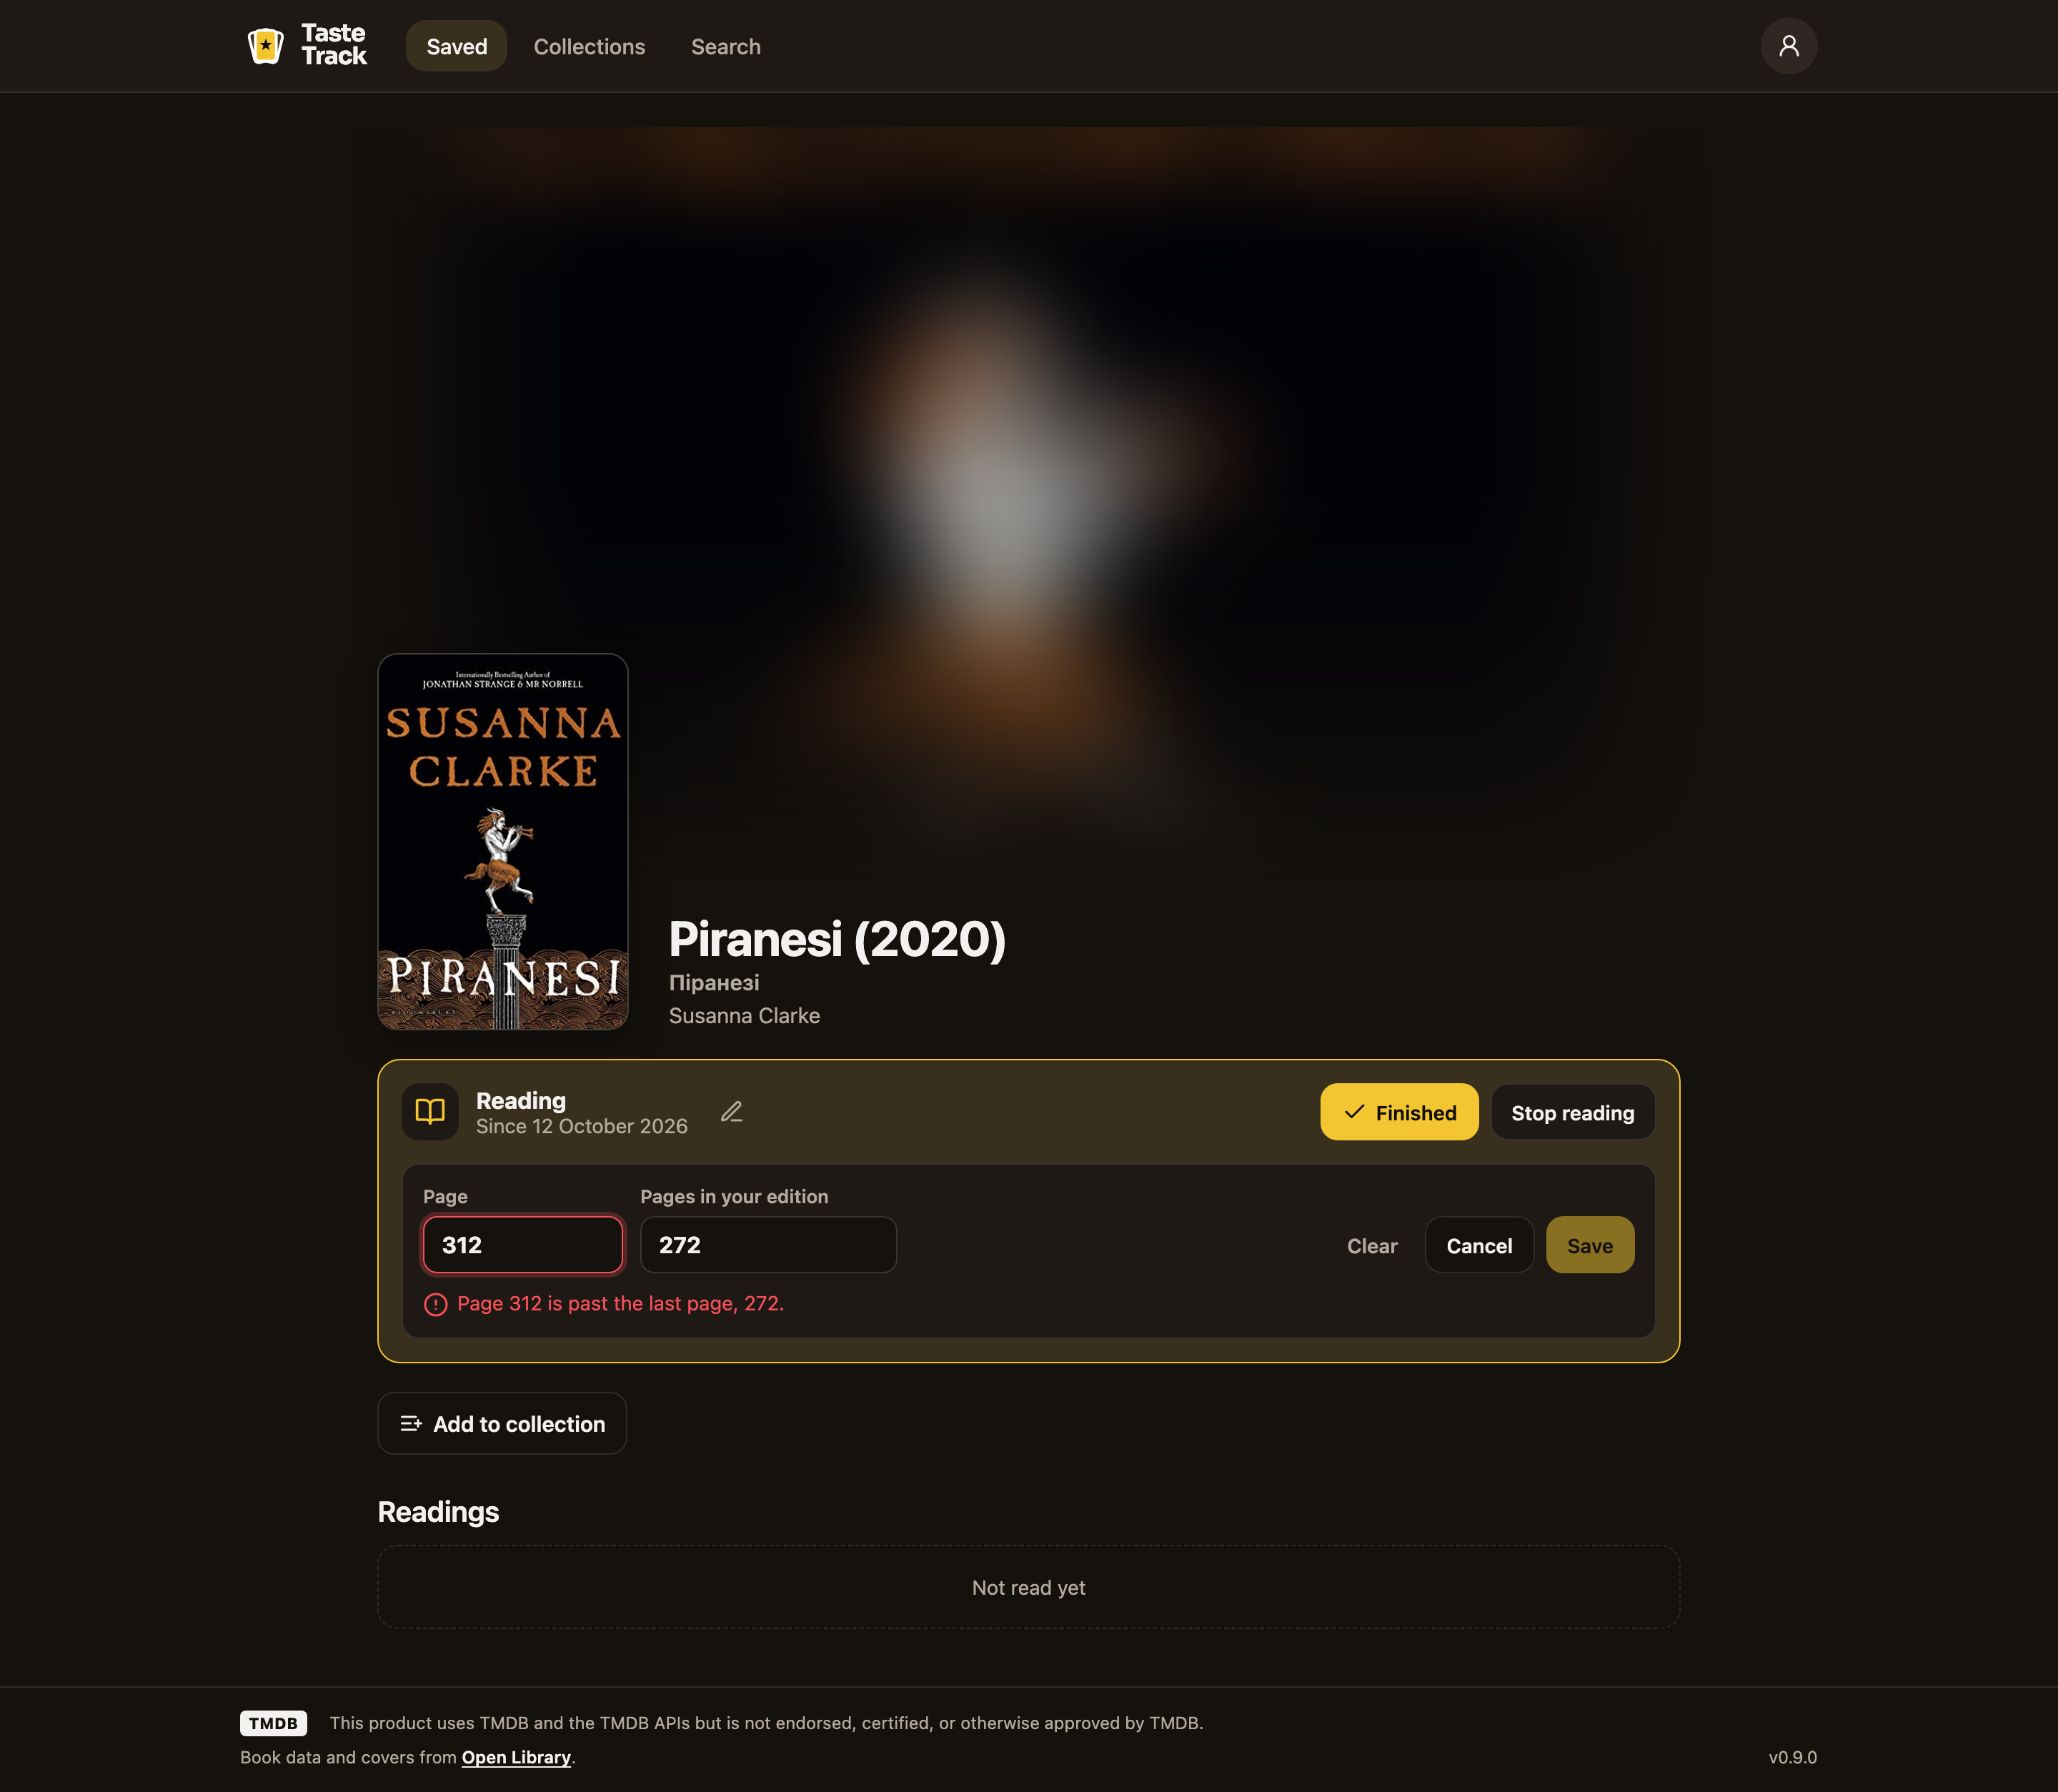 Taste
Track
Saved
Collections
Search
Internationally Bestselling Author of
JONATHAN STRANGE & MR NORRELL
SUSANNA
CLARKE
PIRANESI
BLOOMSBURY
Piranesi (2020)
Піранезі
Susanna Clarke
Reading
Since 12 October 2026
Finished
Stop reading
Page
Pages in your edition
312
272
Clear
Cancel
Save
Page 312 is past the last page, 272.
Add to collection
Readings
Not read yet
TMDB
This product uses TMDB and the TMDB APIs but is not endorsed, certified, or otherwise approved by TMDB.
Book data and covers from Open Library.
v0.9.0